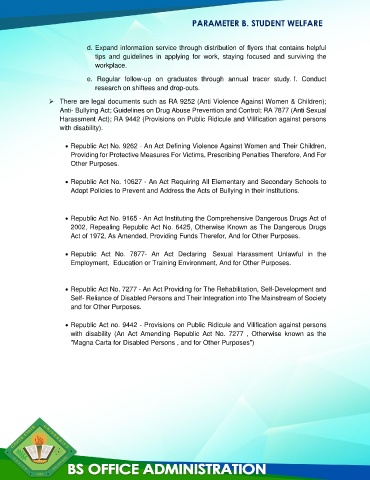 PARAMETER B. STUDENT WELFARE
d. Expand information service through distribution of flyers that contains helpful
tips and guidelines in applying for work, staying focused and surviving the
workplace.
e. Regular follow-up on graduates through annual tracer study. f. Conduct
research on shiftees and drop-outs.
➢ There are legal documents such as RA 9252 (Anti Violence Against Women & Children);
Anti- Bullying Act; Guidelines on Drug Abuse Prevention and Control; RA 7877 (Anti Sexual
Harassment Act); RA 9442 (Provisions on Public Ridicule and Vilification against persons
with disability).
• Republic Act No. 9262 - An Act Defining Violence Against Women and Their Children,
Providing for Protective Measures For Victims, Prescribing Penalties Therefore, And For
Other Purposes.
• Republic Act No. 10627 - An Act Requiring All Elementary and Secondary Schools to
Adopt Policies to Prevent and Address the Acts of Bullying in their institutions.
• Republic Act No. 9165 - An Act Instituting the Comprehensive Dangerous Drugs Act of
2002, Repealing Republic Act No. 6425, Otherwise Known as The Dangerous Drugs
Act of 1972, As Amended, Providing Funds Therefor, And for Other Purposes.
• Republic Act No. 7877- An Act Declaring Sexual Harassment Unlawful in the
Employment, Education or Training Environment, And for Other Purposes.
• Republic Act No. 7277 - An Act Providing for The Rehabilitation, Self-Development and
Self- Reliance of Disabled Persons and Their Integration into The Mainstream of Society
and for Other Purposes.
• Republic Act no. 9442 - Provisions on Public Ridicule and Vilification against persons
with disability (An Act Amending Republic Act No. 7277 , Otherwise known as the
"Magna Carta for Disabled Persons , and for Other Purposes")
BS OFFICE ADMINISTRATION